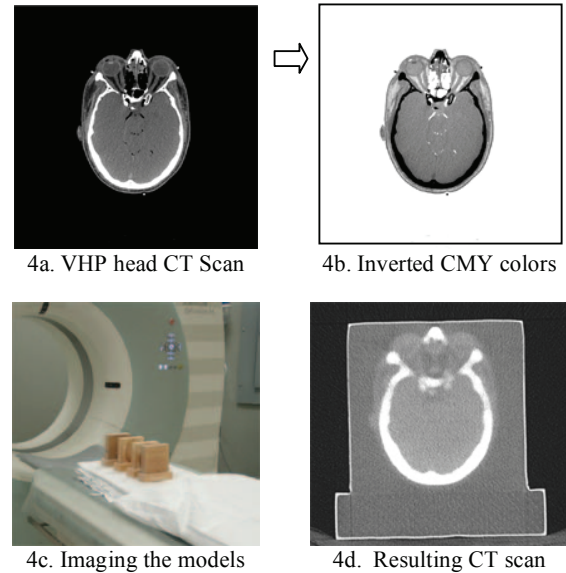 4a. VHP head CT Scan
4b. Inverted CMY colors
4c. Imaging the models
4d. Resulting CT scan